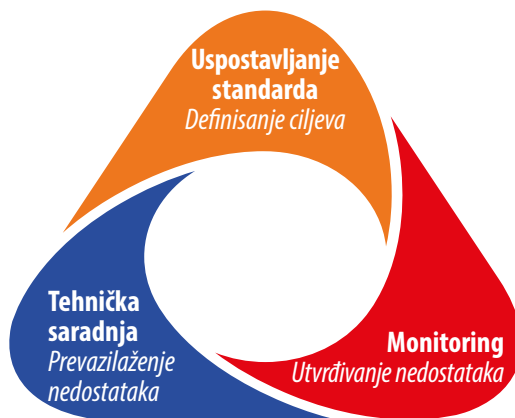 Uspostavljanje
standarda
Definisanje ciljeva
Tehnička
saradnja
Prevazilaženje
nedostataka
Monitoring
Utvrđivanje nedostataka